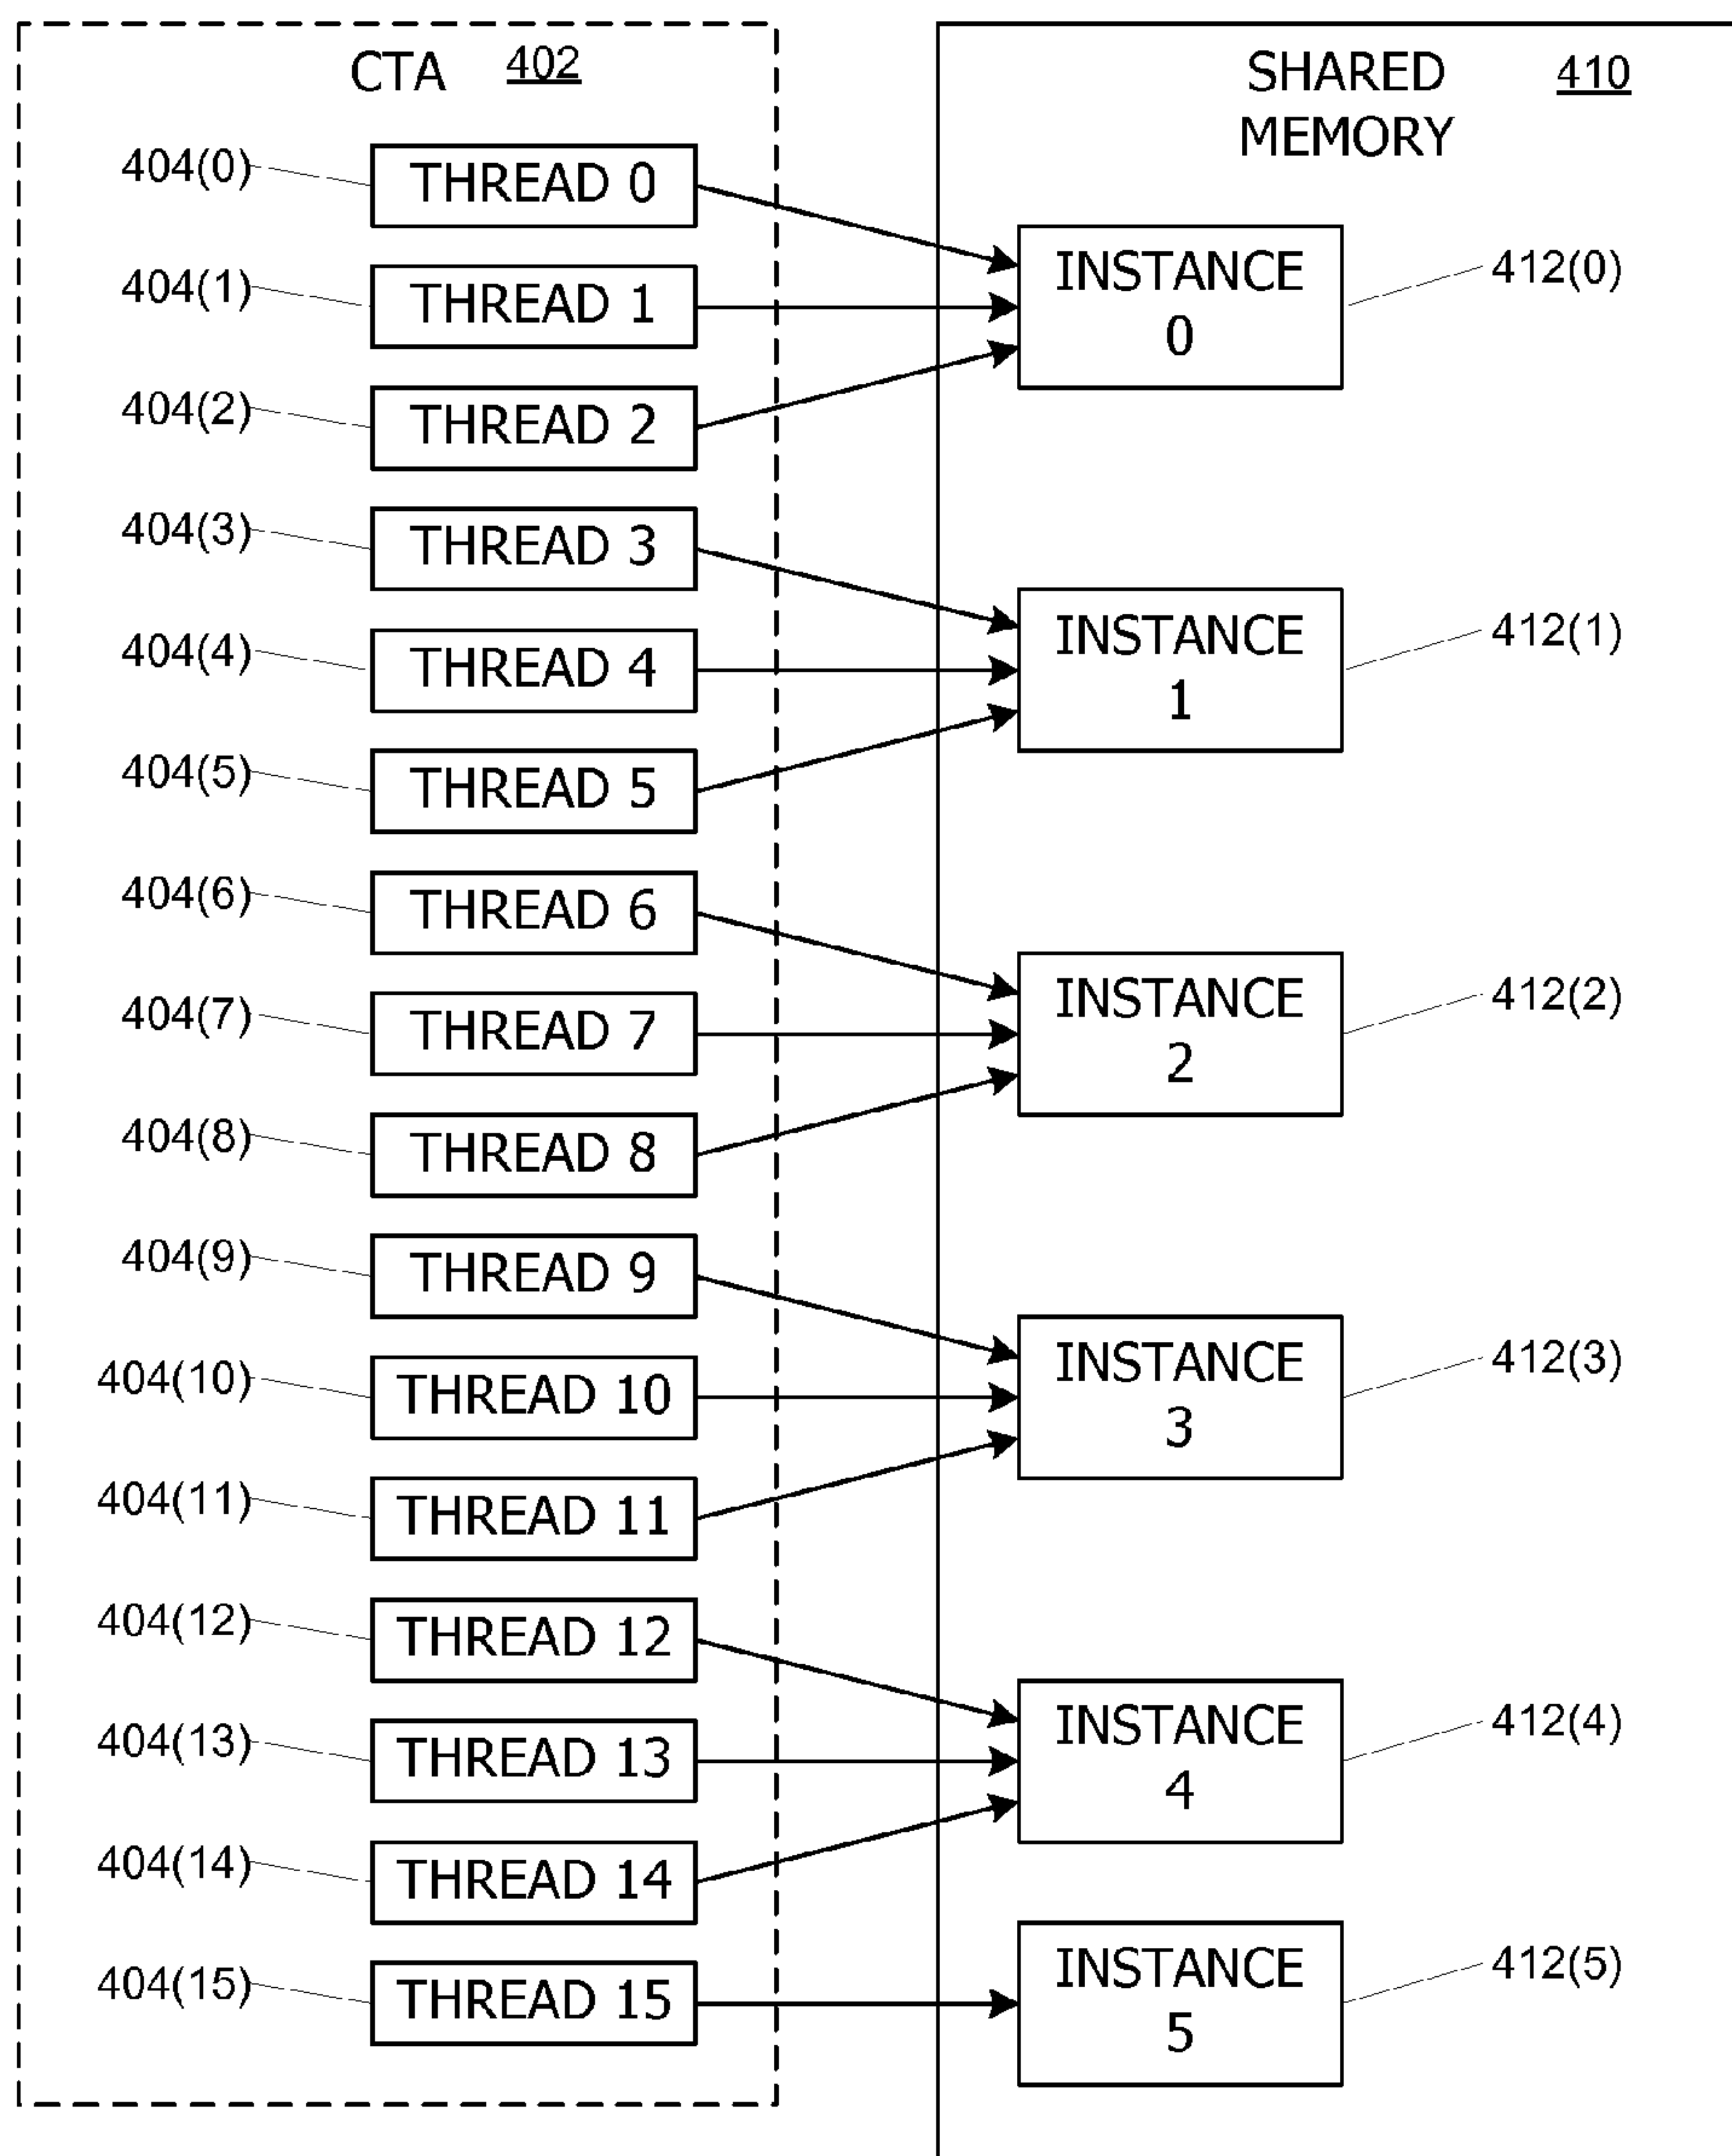 CTA 402
SHARED 410
MEMORY
404(0) THREAD 0
INSTANCE
0
412(0)
404(1) THREAD 1
404(2) THREAD 2
404(3) THREAD 3
INSTANCE
1
412(1)
404(4) THREAD 4
404(5) THREAD 5
404(6) THREAD 6
INSTANCE
2
412(2)
404(7) THREAD 7
404(8) THREAD 8
404(9) THREAD 9
INSTANCE
3
412(3)
404(10) THREAD 10
404(11) THREAD 11
404(12) THREAD 12
INSTANCE
4
412(4)
404(13) THREAD 13
404(14) THREAD 14
404(15) THREAD 15
INSTANCE
5
412(5)